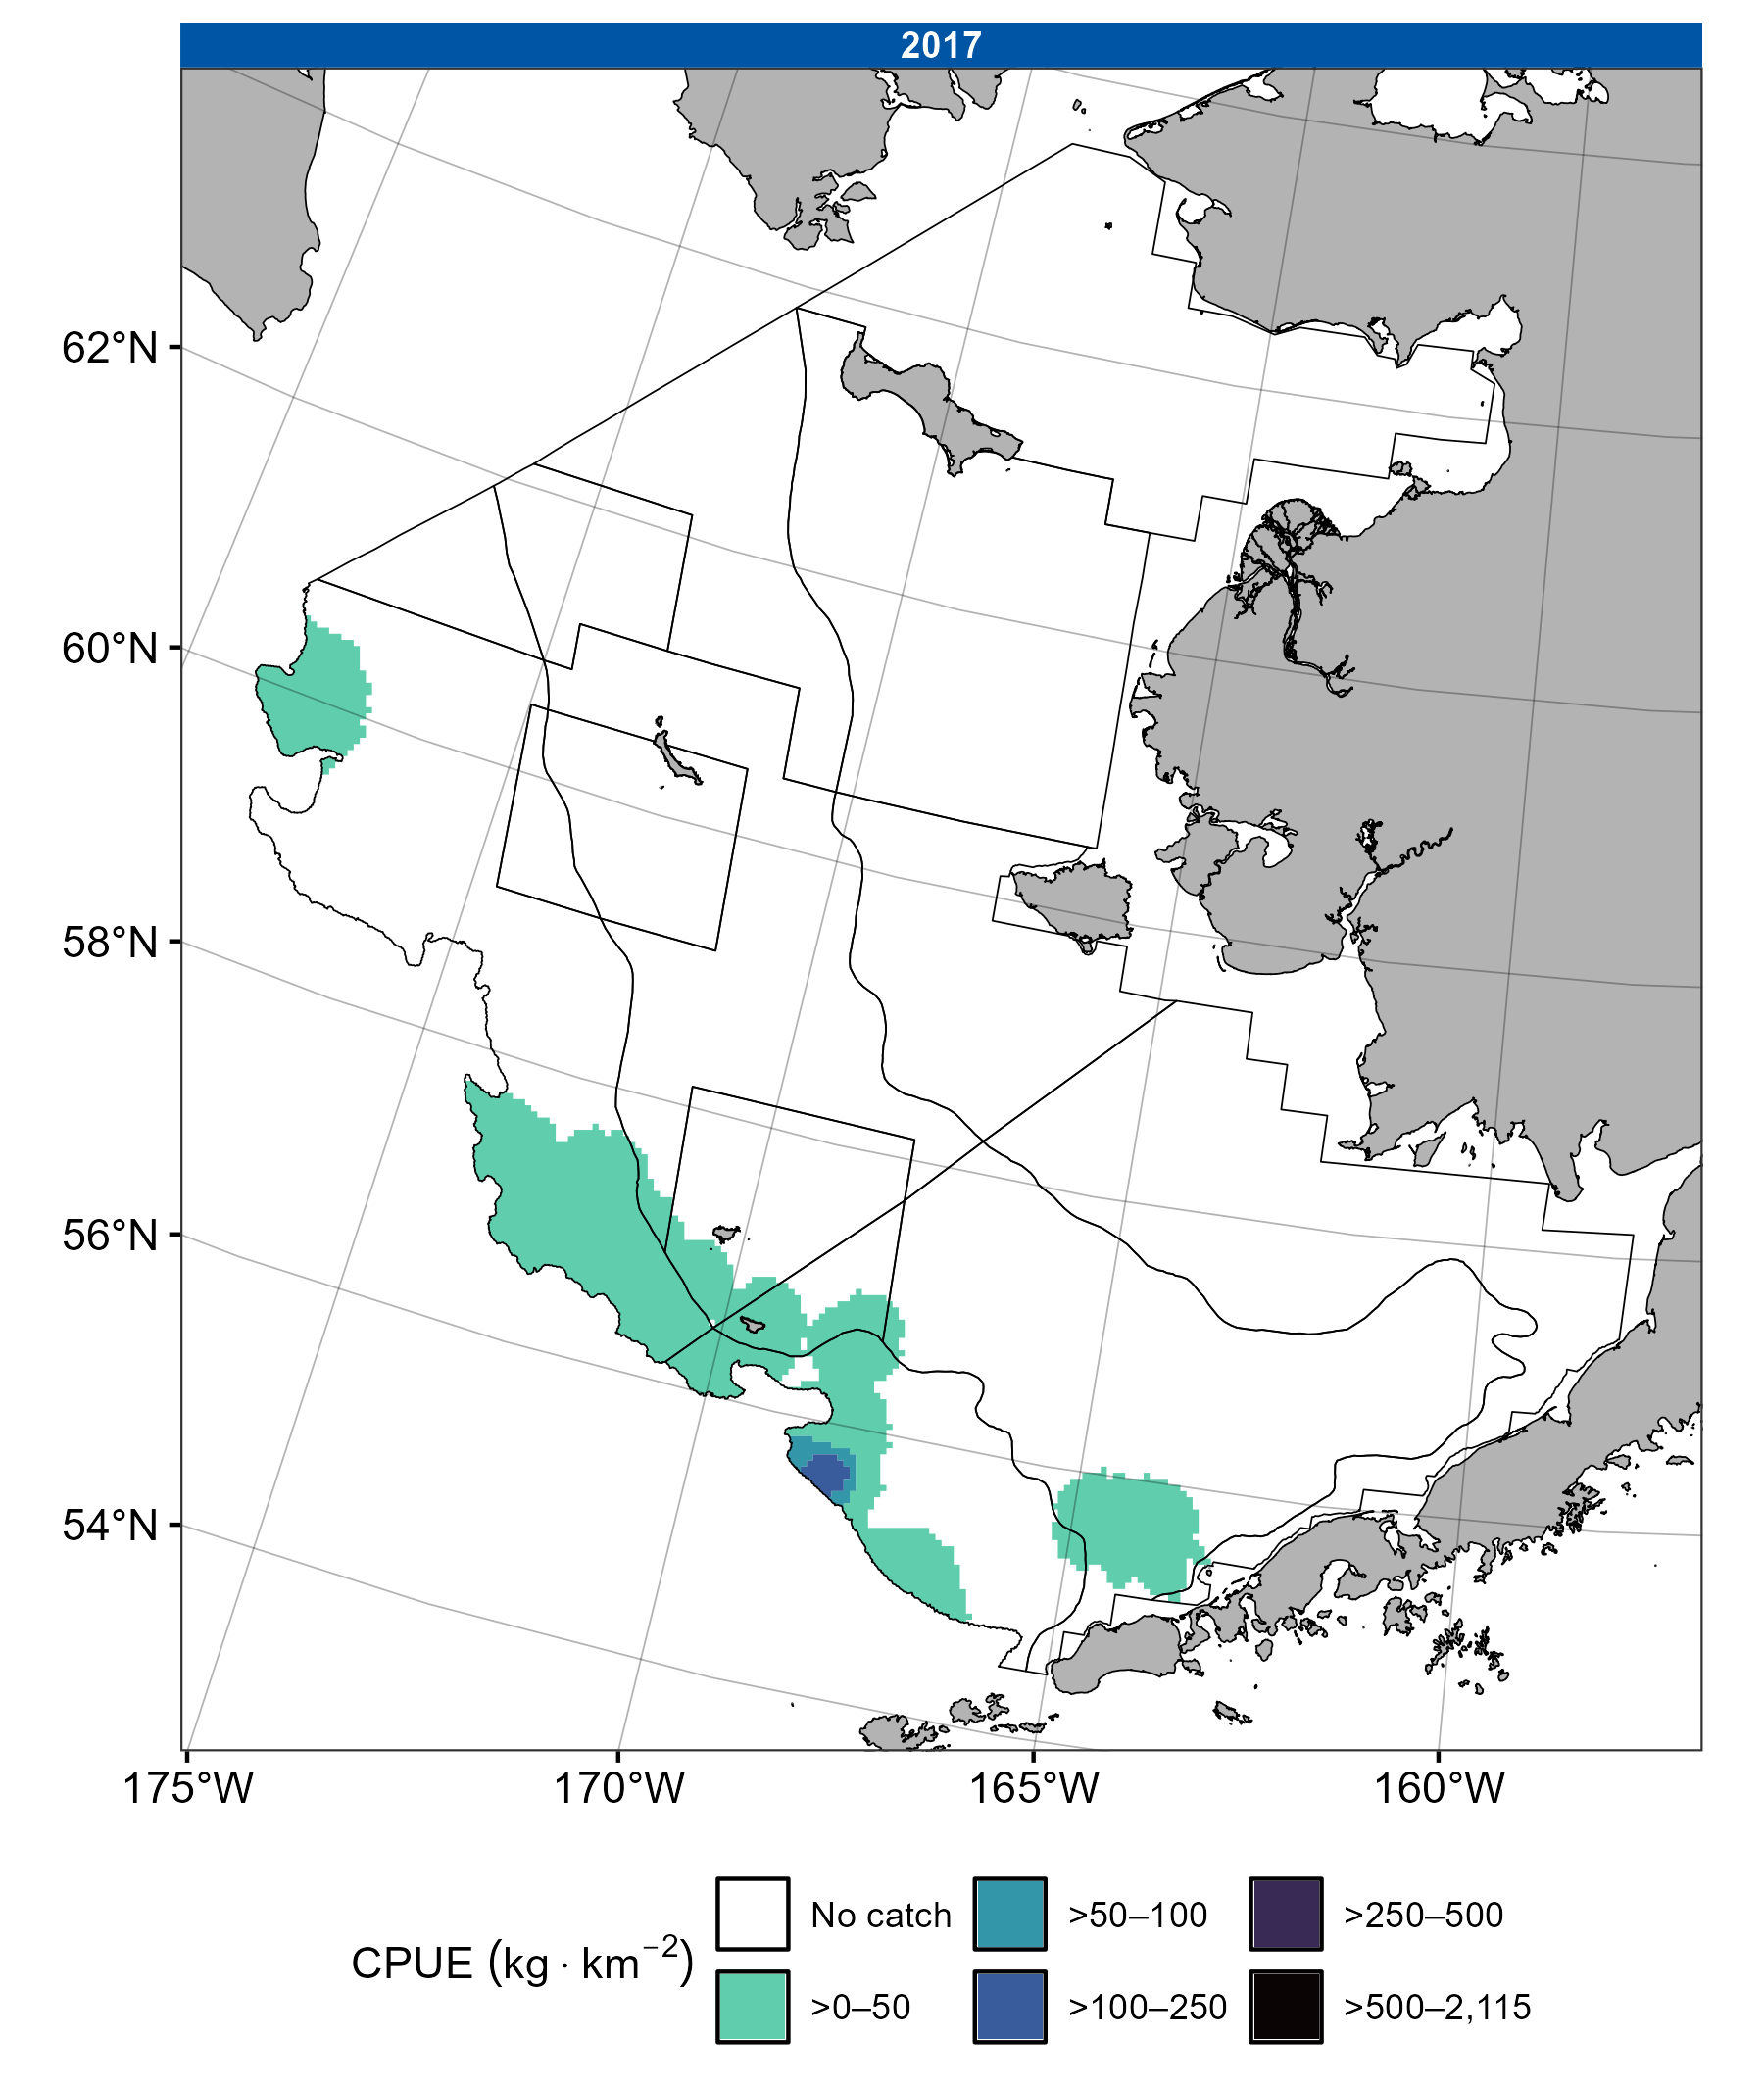 2017
62°N
60°N
58°N
56°N
54°N
175°W 170°W 165°W 160°W
CPUE (kg · km⁻²)
No catch >50–100 >250–500
>0–50 >100–250 >500–2,115